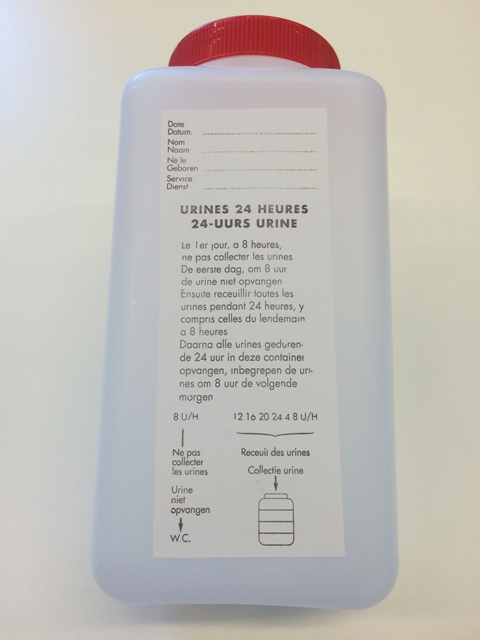 Date
Datum.
Nom
Naam
Né le
Geboren
Service
Dienst
URINES 24 HEURES
24-UURS URINE
Le 1er jour, a 8 heures,
ne pas collecter les urines
De eerste dag, om 8 uur
de urine niet opvangen
Ensuite receuillir toutes les
urines pendant 24 heures, y
compris celles du lendemain
a 8 heures
Daarna alle urines geduren-
de 24 uur in deze container
opvangen, inbegrepen de uri-
nes om 8 uur de volgende
morgen
8 U/H
12 16 20 24 4 8 U/H
Ne pas
collecter
les urines
Urine
niet
opvangen
W.C.
Receuil des urines
Collectie urine